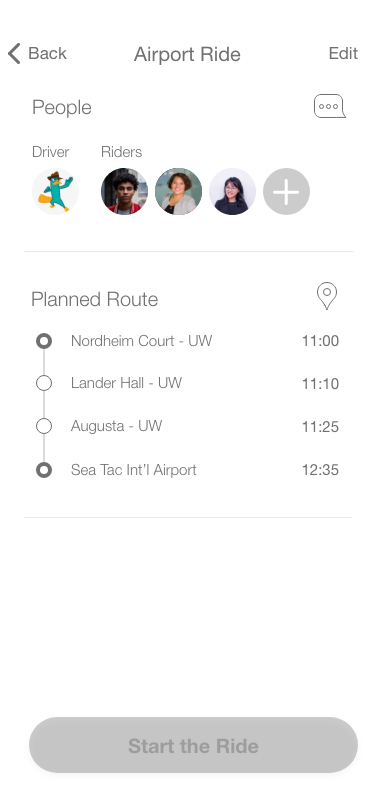 Back Airport Ride Edit
People
Driver Riders
Planned Route
Nordheim Court - UW 11:00
Lander Hall - UW 11:10
Augusta - UW 11:25
Sea Tac Int’l Airport 12:35
Start the Ride